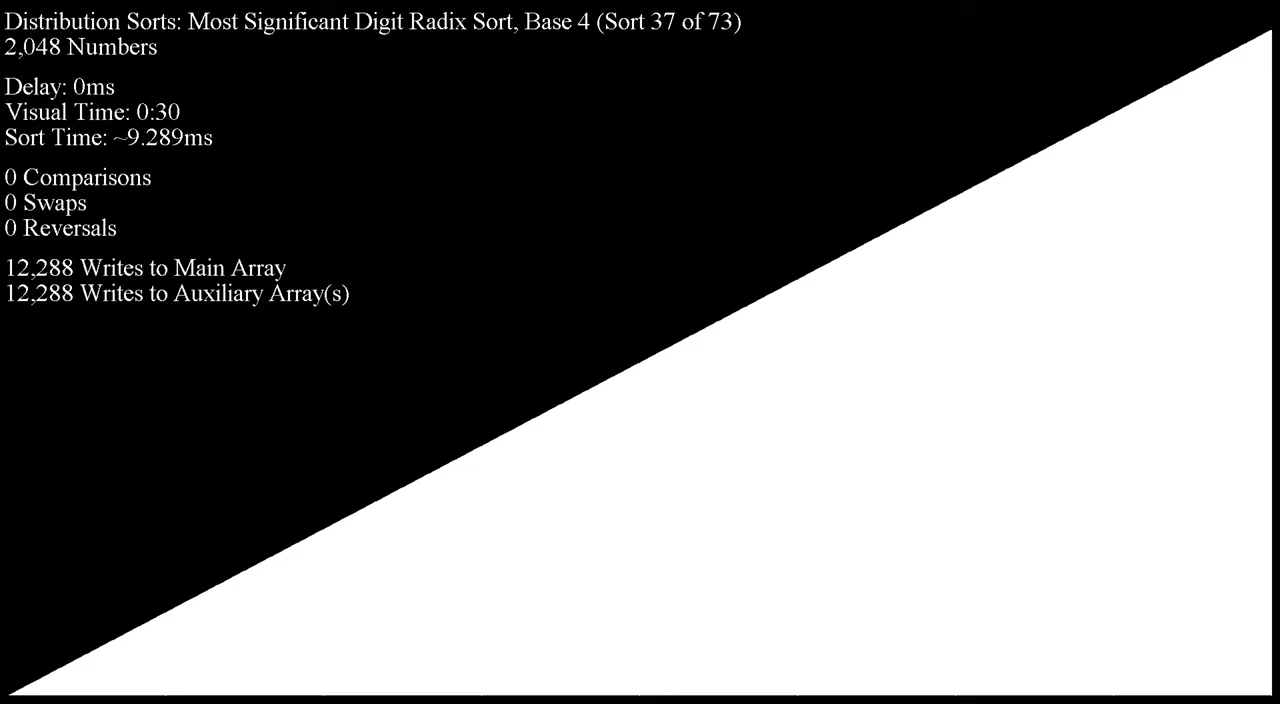 Distribution Sorts: Most Significant Digit Radix Sort, Base 4 (Sort 37 of 73)
2,048 Numbers
Delay: 0ms
Visual Time: 0:30
Sort Time: ~9.289ms
0 Comparisons
0 Swaps
0 Reversals
12,288 Writes to Main Array
12,288 Writes to Auxiliary Array(s)